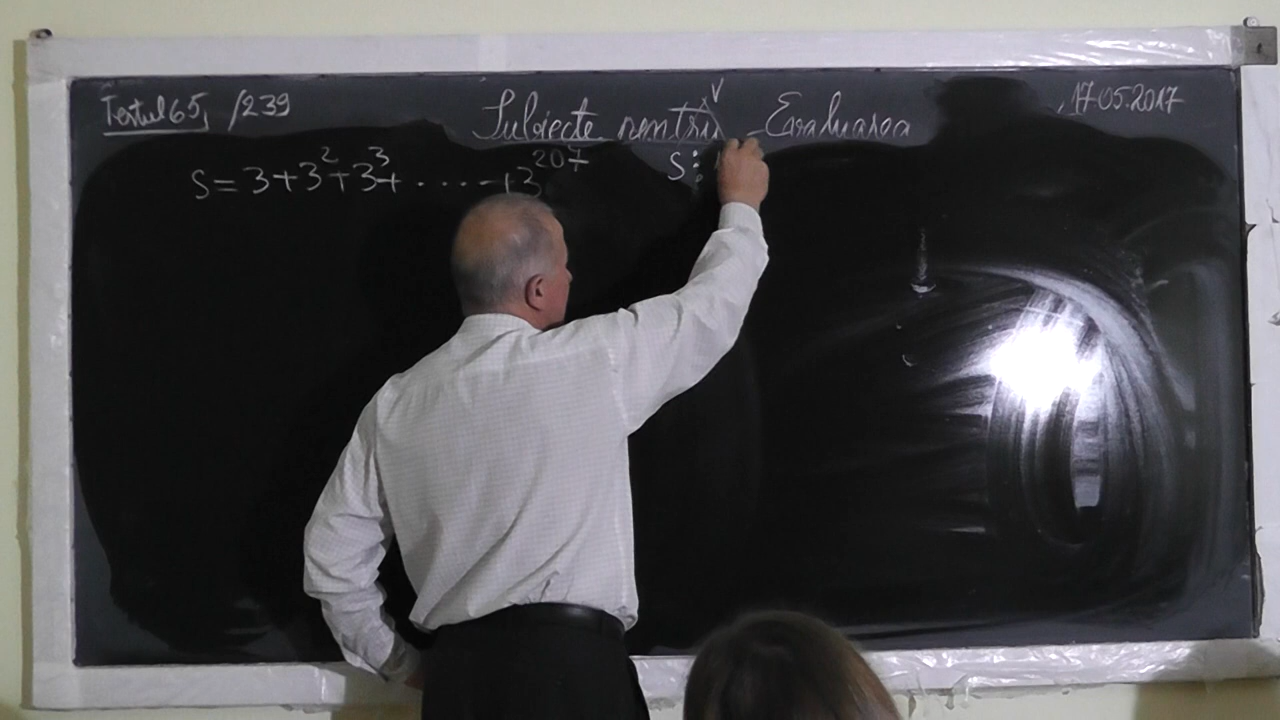 Testul 65, /239 Subiecte pentru V - Evaluarea 17.05.2017
S = 3 + 3² + 3³ + ..... + 3²⁰⁷ S ⋮